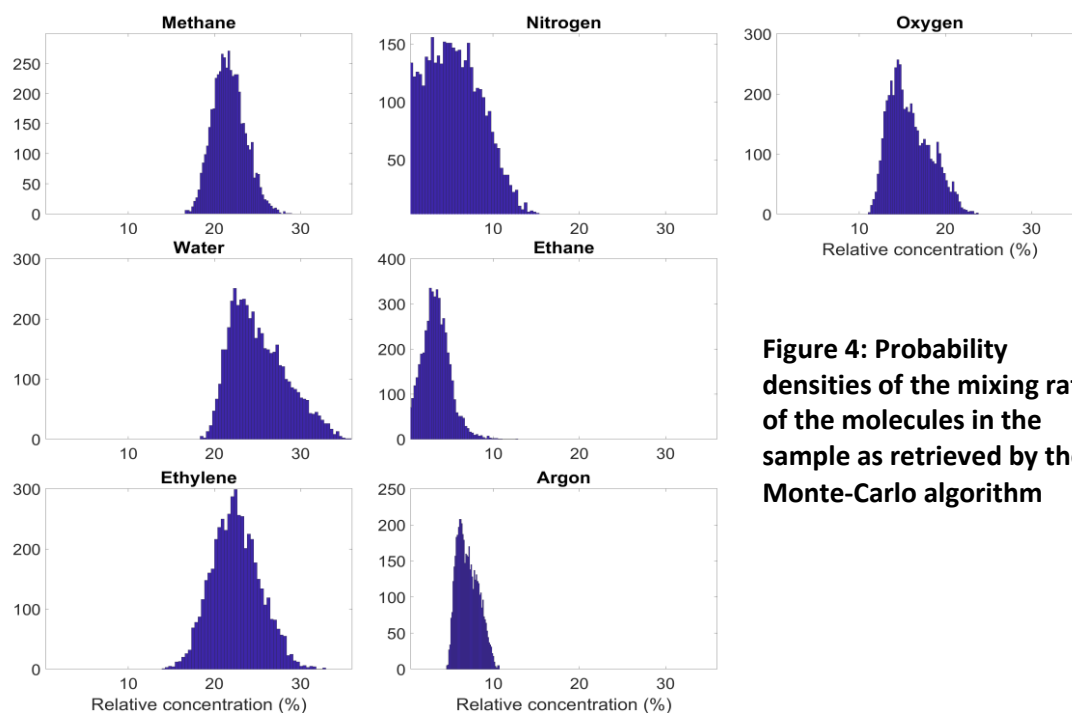 Methane
250
200
150
100
50
0
10 20 30
Nitrogen
150
100
50
10 20 30
Oxygen
300
200
100
0
10 20 30
Relative concentration (%)
Water
300
200
100
0
10 20 30
Ethane
400
300
200
100
0
10 20 30
Ethylene
300
200
100
0
10 20 30
Relative concentration (%)
Argon
250
200
150
100
50
0
10 20 30
Relative concentration (%)
Figure 4: Probability
densities of the mixing rat
of the molecules in the
sample as retrieved by the
Monte-Carlo algorithm